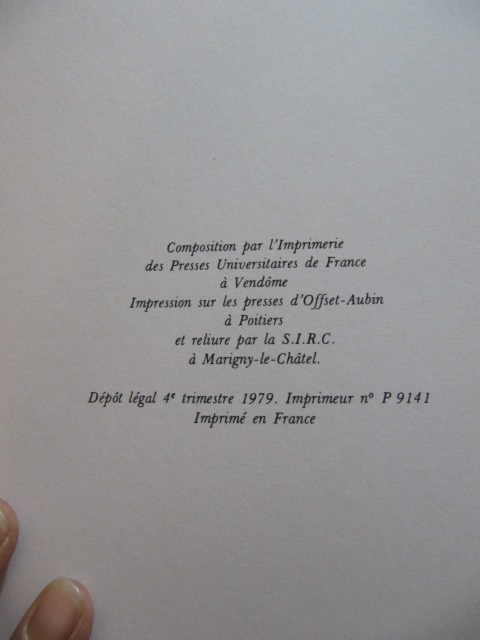 Composition par l'Imprimerie
des Presses Universitaires de France
à Vendôme
Impression sur les presses d'Offset-Aubin
à Poitiers
et reliure par la S.I.R.C.
à Marigny-le-Châtel.
Dépôt légal 4e trimestre 1979. Imprimeur no P 9141
Imprimé en France